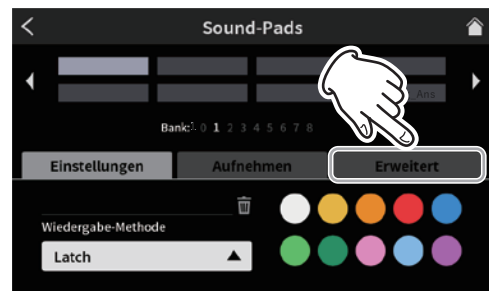 Sound-Pads
Ans
Bank: 0 1 2 3 4 5 6 7 8
Einstellungen Aufnehmen Erweitert
Wiedergabe-Methode
Latch